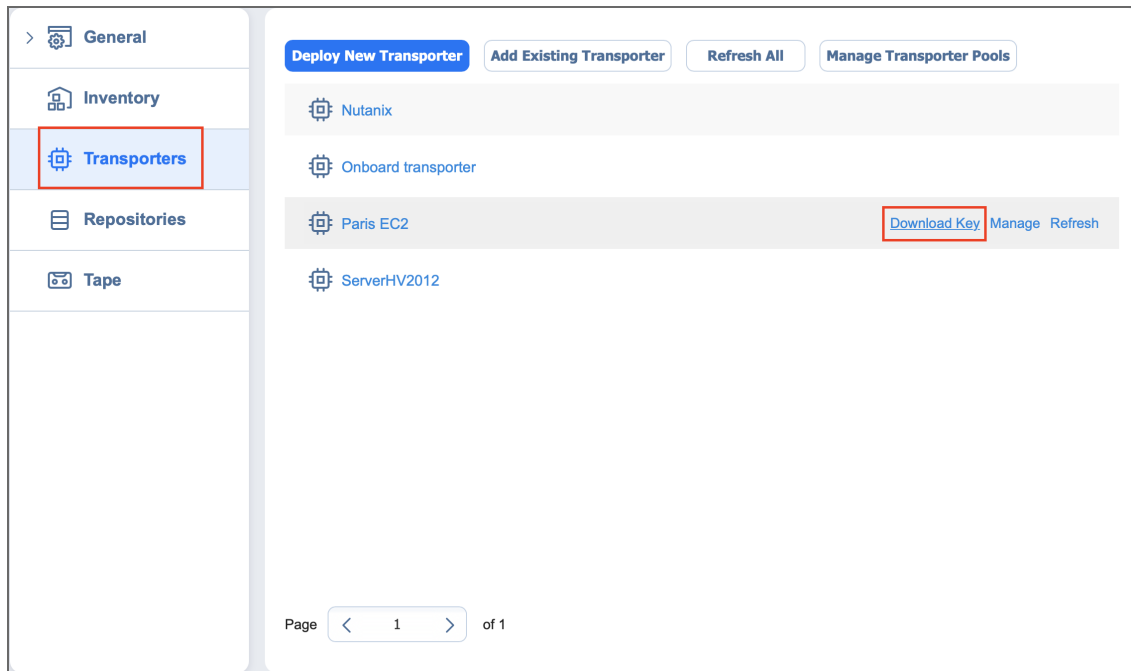 General
Inventory
Transporters
Repositories
Tape
Deploy New Transporter Add Existing Transporter Refresh All Manage Transporter Pools
Nutanix
Onboard transporter
Paris EC2 Download Key Manage Refresh
ServerHV2012
Page 1 of 1